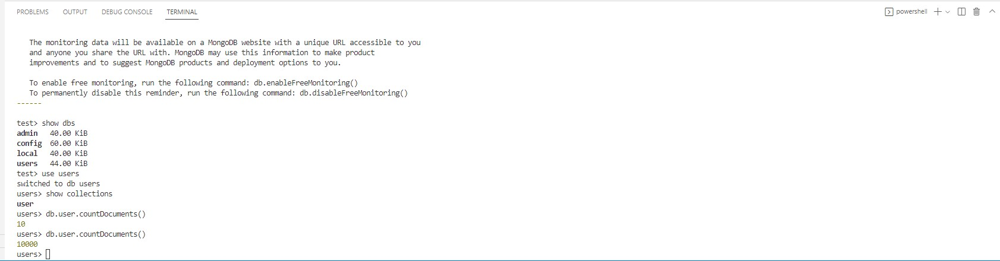 PROBLEMS OUTPUT DEBUG CONSOLE TERMINAL powershell
The monitoring data will be available on a MongoDB website with a unique URL accessible to you
and anyone you share the URL with. MongoDB may use this information to make product
improvements and to suggest MongoDB products and deployment options to you.
To enable free monitoring, run the following command: db.enableFreeMonitoring()
To permanently disable this reminder, run the following command: db.disableFreeMonitoring()
------
test> show dbs
admin 40.00 KiB
config 60.00 KiB
local 40.00 KiB
users 44.00 KiB
test> use users
switched to db users
users> show collections
user
users> db.user.countDocuments()
10
users> db.user.countDocuments()
10000
users>